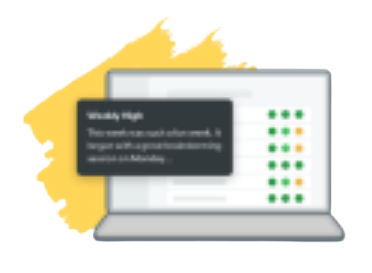 Weekly High
This week was such a fun week. It
began with a great brainstorming
session on Monday...